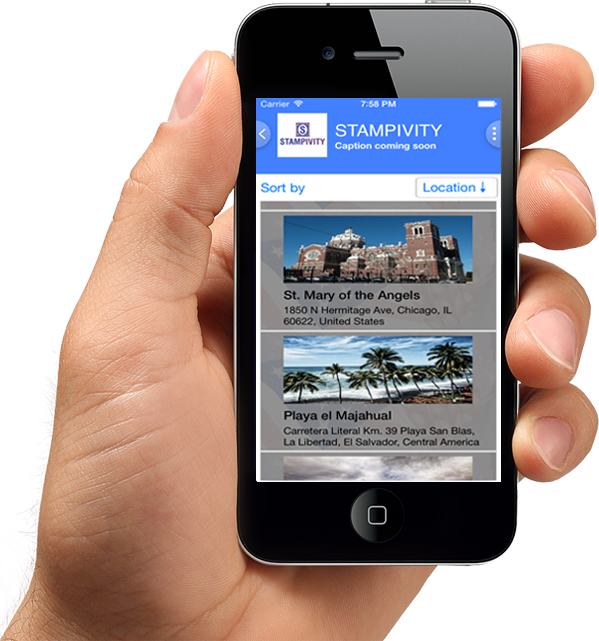 Carrier 7:58 PM
S
STAMPIVITY
STAMPIVITY
Caption coming soon
Sort by Location ↓
St. Mary of the Angels
1850 N Hermitage Ave, Chicago, IL
60622, United States
Playa el Majahual
Carretera Literal Km. 39 Playa San Blas,
La Libertad, El Salvador, Central America